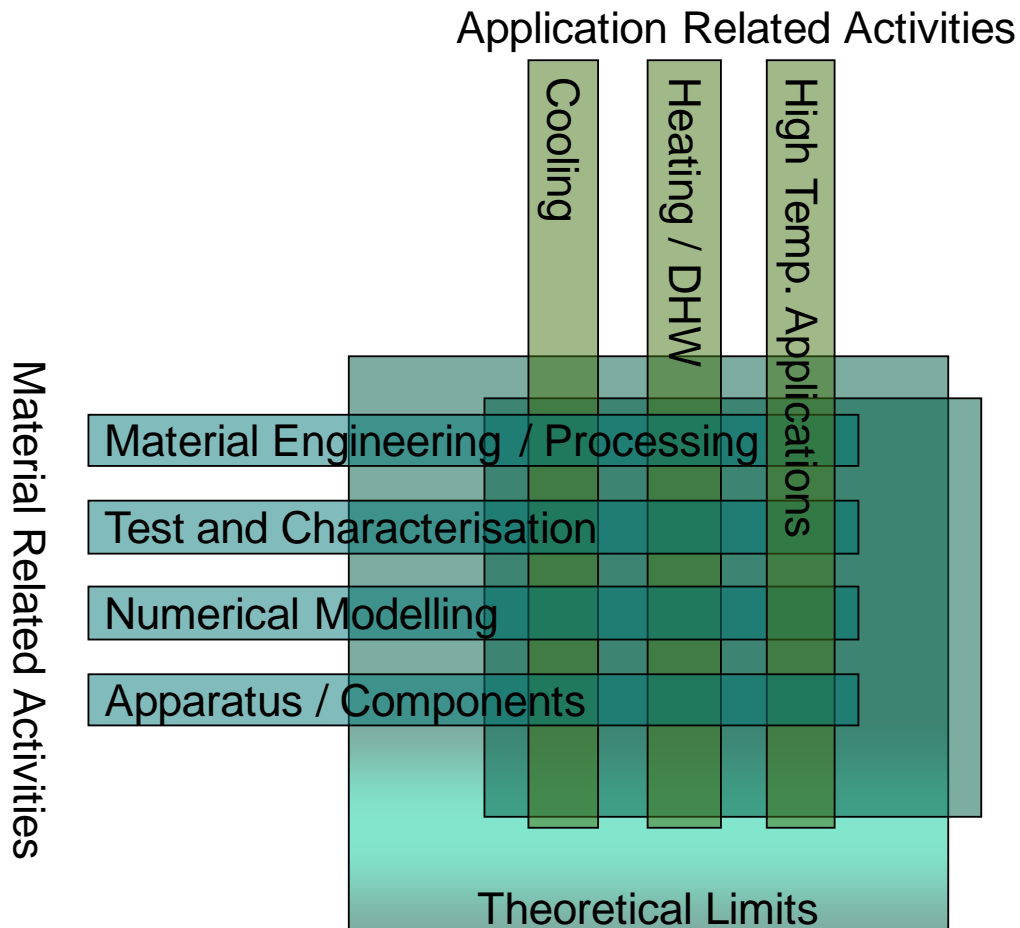 Application Related Activities
Cooling
Heating / DHW
High Temp. Applications
Material Related Activities
Material Engineering / Processing
Test and Characterisation
Numerical Modelling
Apparatus / Components
Theoretical Limits